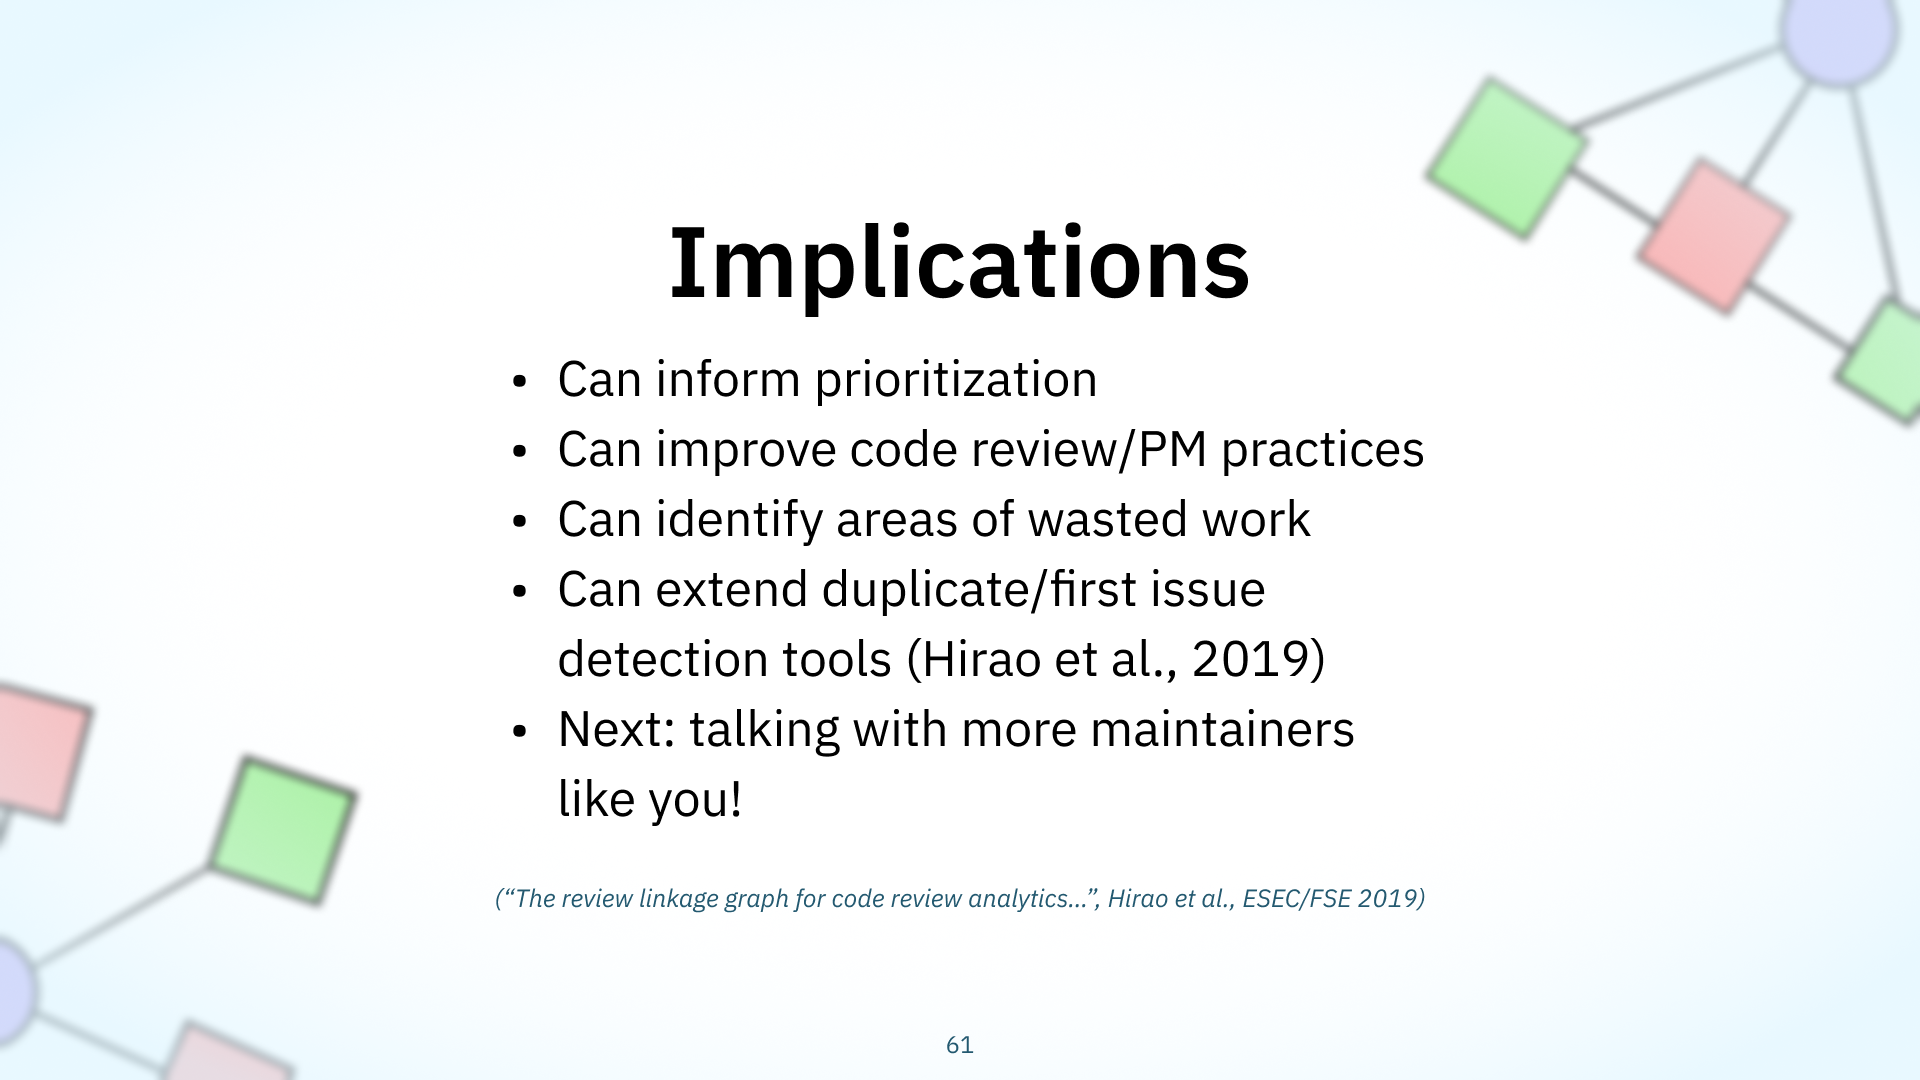 Implications
• Can inform prioritization
• Can improve code review/PM practices
• Can identify areas of wasted work
• Can extend duplicate/first issue
detection tools (Hirao et al., 2019)
• Next: talking with more maintainers
like you!
(“The review linkage graph for code review analytics…”, Hirao et al., ESEC/FSE 2019)
61